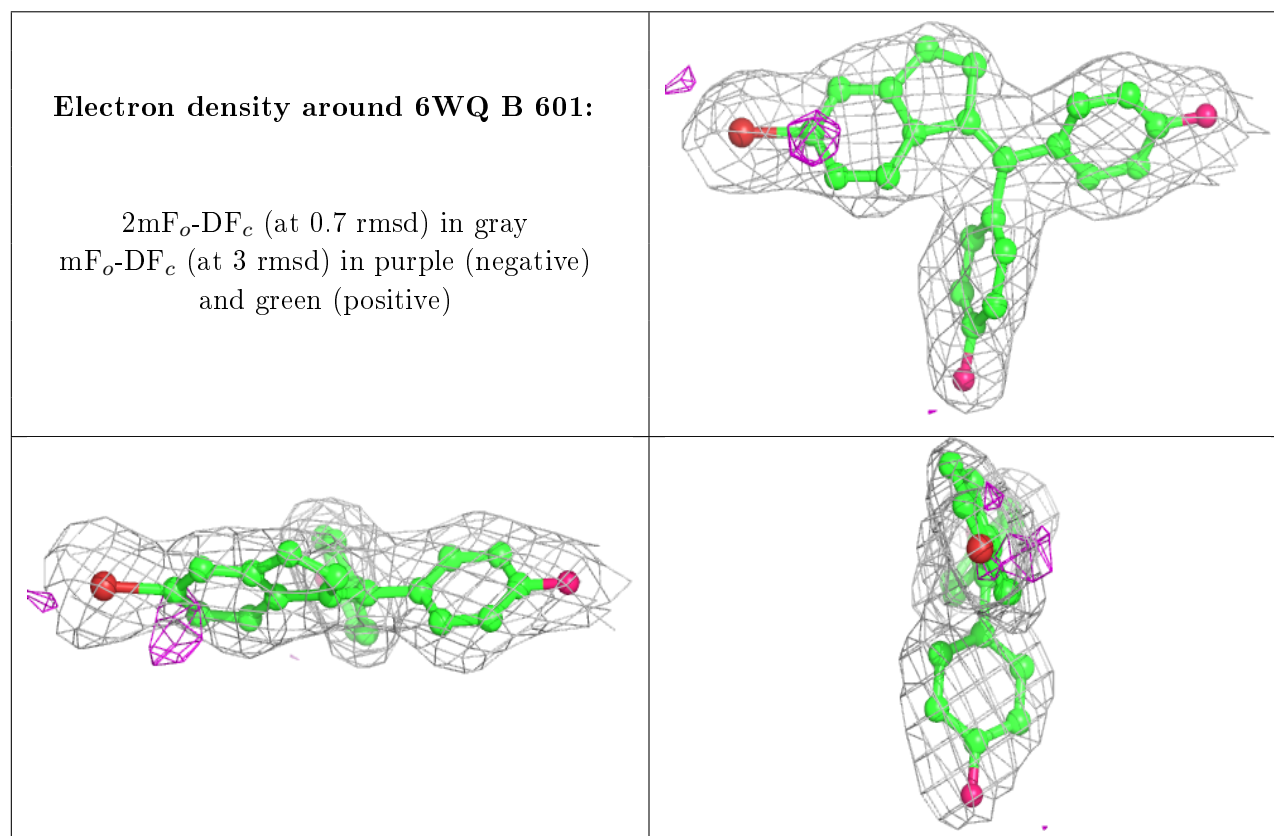 Electron density around 6WQ B 601:
2mFo-DFc (at 0.7 rmsd) in gray
mFo-DFc (at 3 rmsd) in purple (negative)
and green (positive)